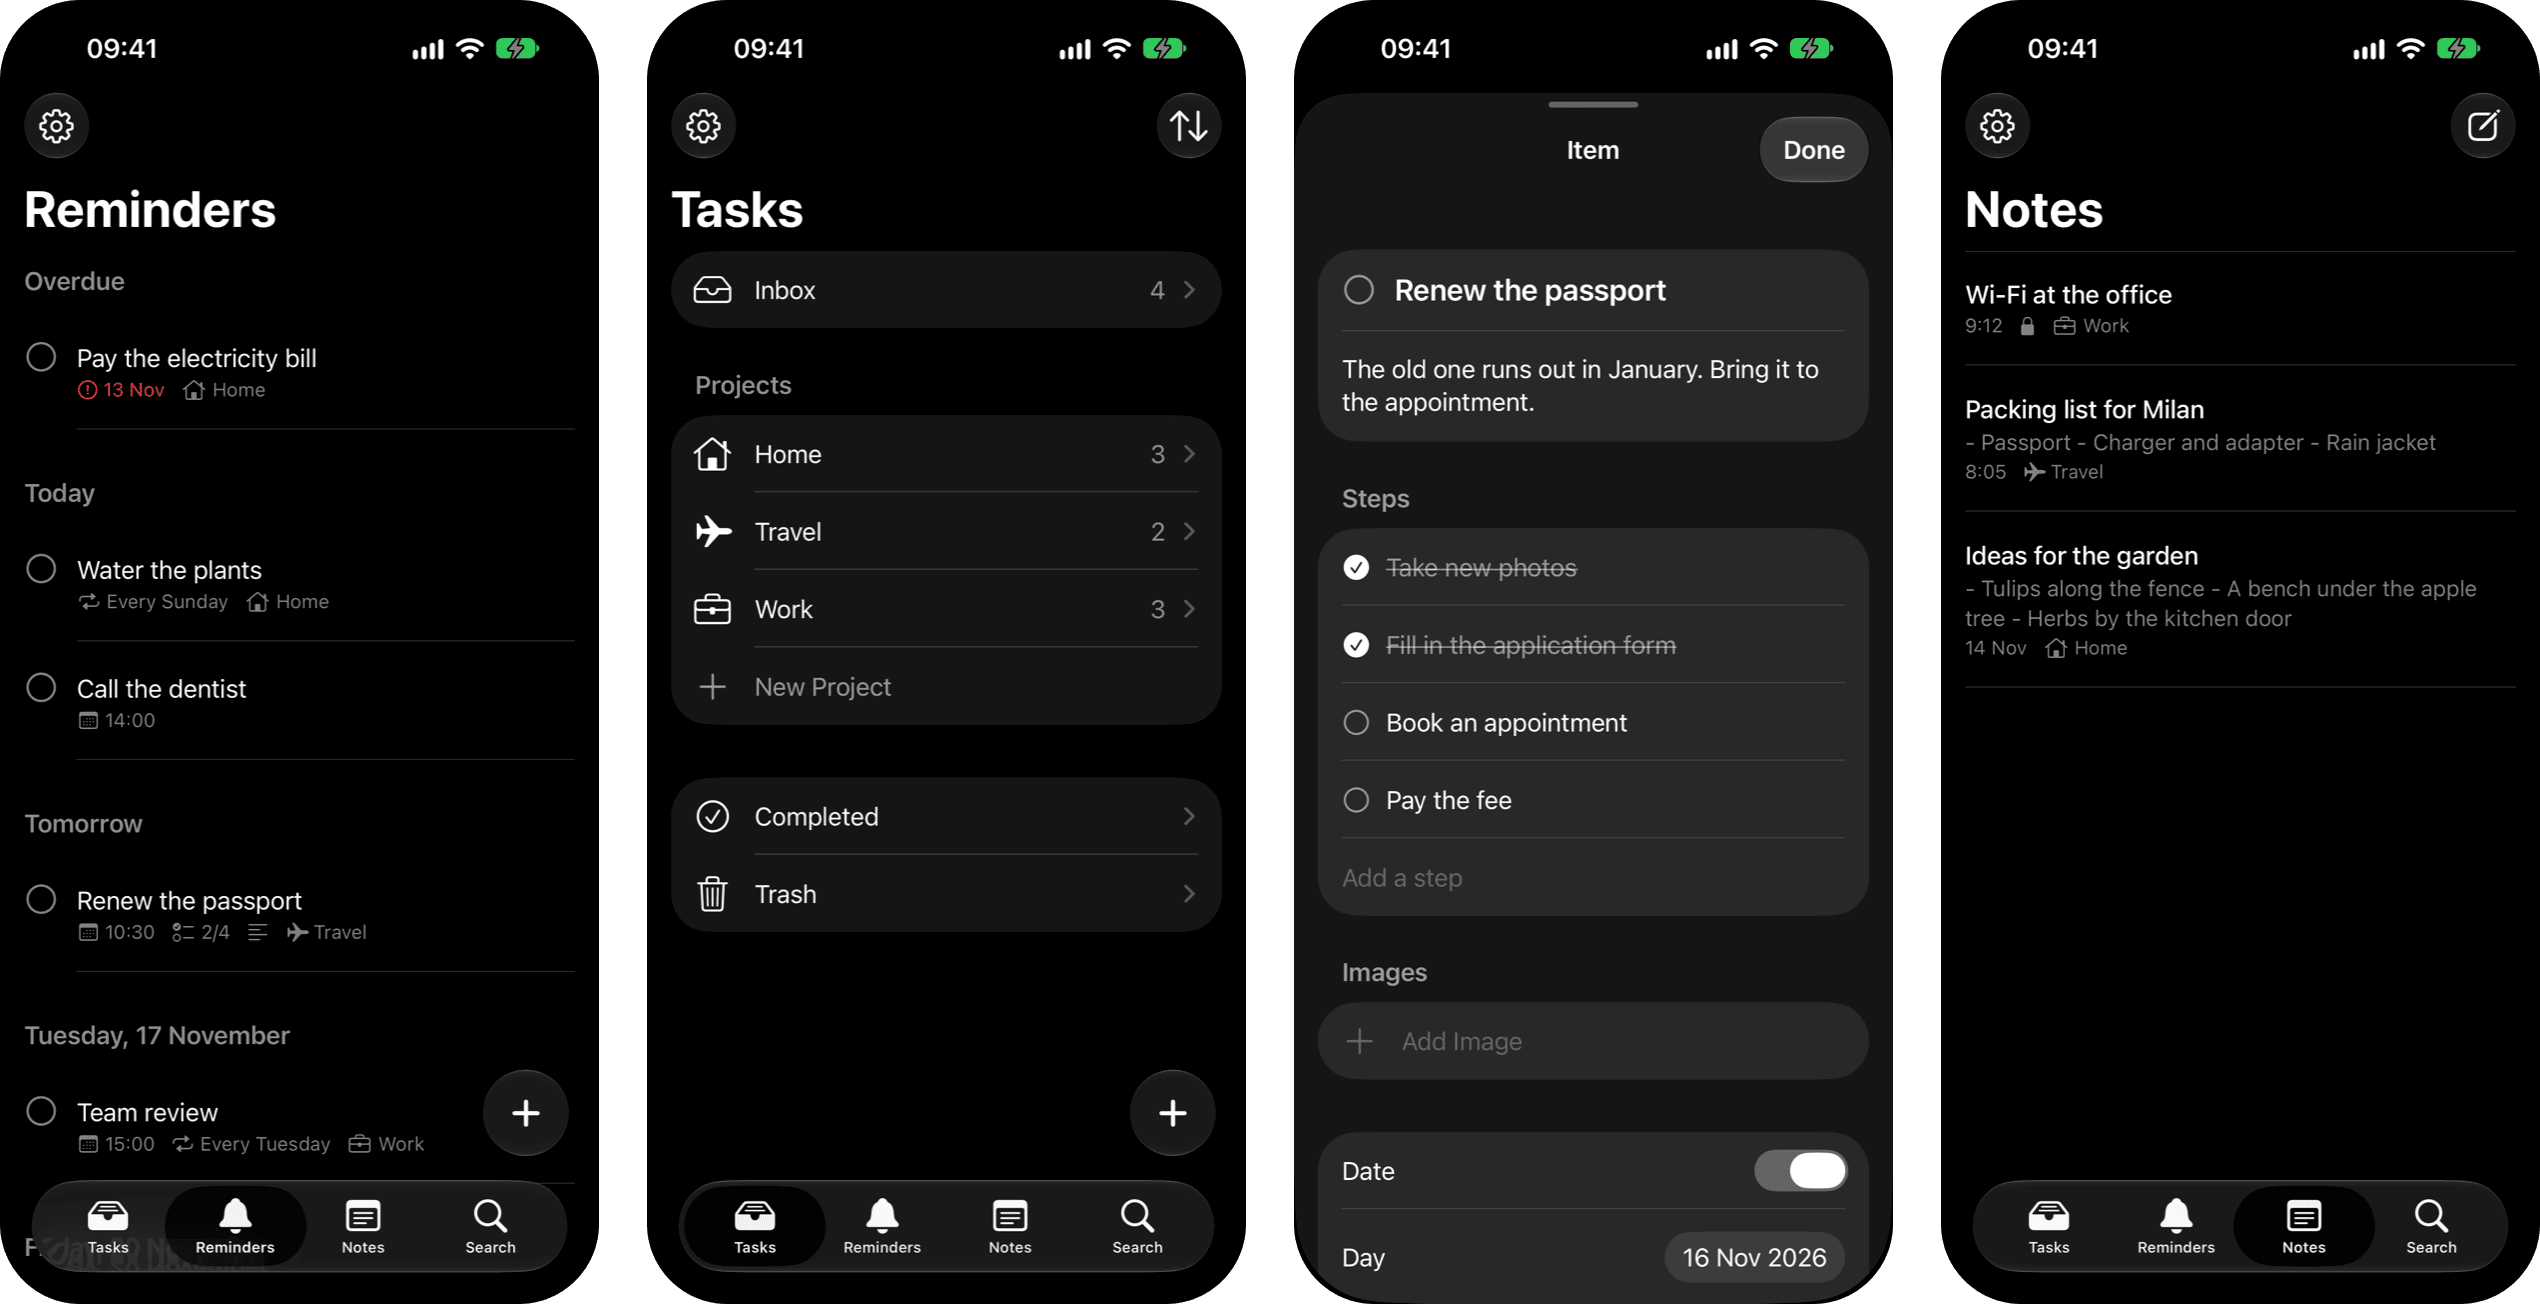 09:41
Reminders
Overdue
Pay the electricity bill
13 Nov Home
Today
Water the plants
Every Sunday Home
Call the dentist
14:00
Tomorrow
Renew the passport
10:30 2/4 Travel
Tuesday, 17 November
Team review
15:00 Every Tuesday Work
Tasks Reminders Notes Search
09:41
Tasks
Inbox 4
Projects
Home 3
Travel 2
Work 3
New Project
Completed
Trash
Tasks Reminders Notes Search
09:41
Item Done
Renew the passport
The old one runs out in January. Bring it to
the appointment.
Steps
Take new photos
Fill in the application form
Book an appointment
Pay the fee
Add a step
Images
Add Image
Date
Day 16 Nov 2026
09:41
Notes
Wi-Fi at the office
9:12 Work
Packing list for Milan
- Passport - Charger and adapter - Rain jacket
8:05 Travel
Ideas for the garden
- Tulips along the fence - A bench under the apple
tree - Herbs by the kitchen door
14 Nov Home
Tasks Reminders Notes Search